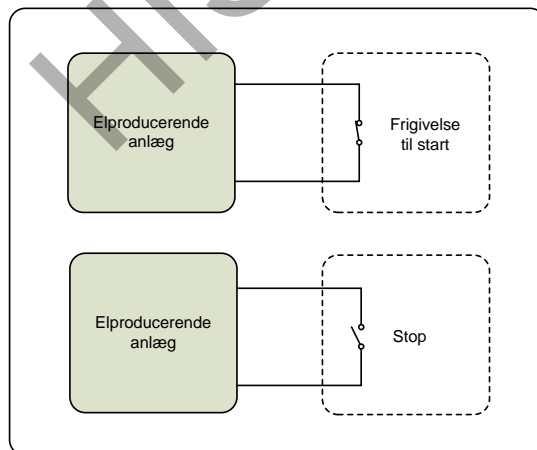 Elproducerende
anlæg
Frigivelse
til start
Elproducerende
anlæg
Stop